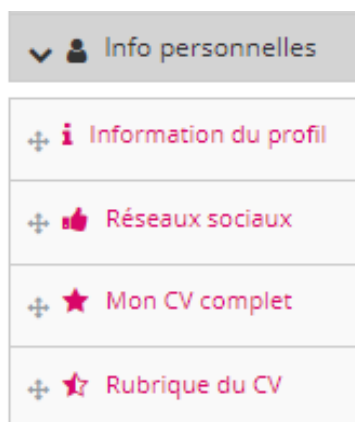 Info personnelles
Information du profil
Réseaux sociaux
Mon CV complet
Rubrique du CV